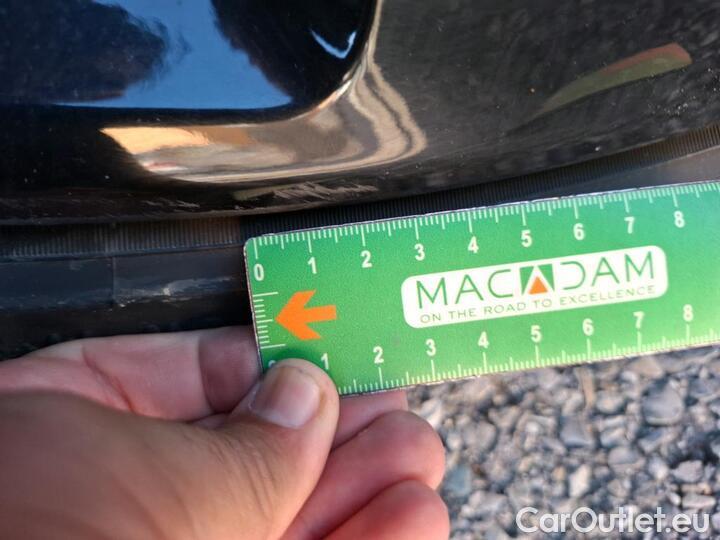 0 1 2 3 4 5 6 7 8
MACADAM
ON THE ROAD TO EXCELLENCE
1 2 3 4 5 6 7 8
CarOutlet.eu